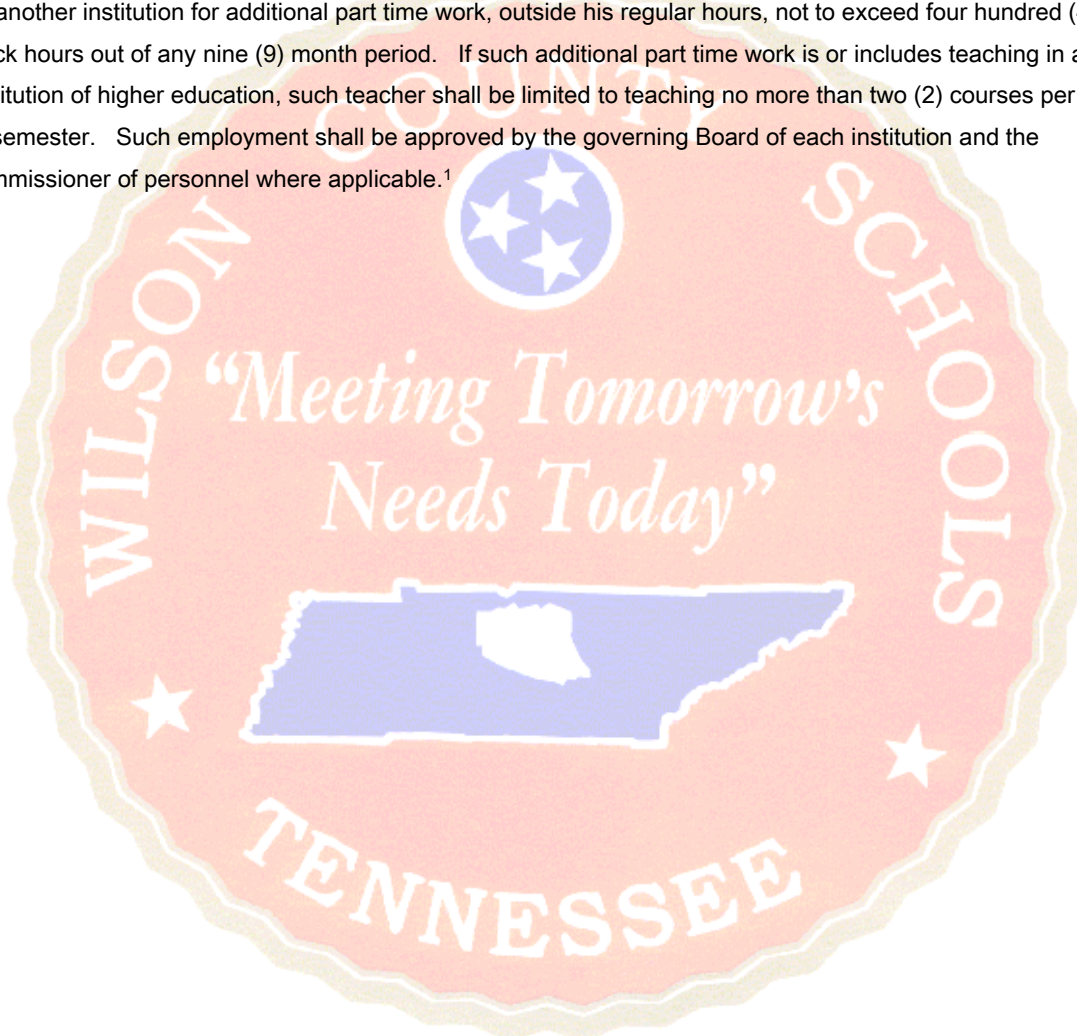 another institution for additional part time work, outside his regular hours, not to exceed four hundred (
ck hours out of any nine (9) month period. If such additional part time work is or includes teaching in a
itution of higher education, such teacher shall be limited to teaching no more than two (2) courses per
semester. Such employment shall be approved by the governing Board of each institution and the
mmissioner of personnel where applicable.¹
WILSON COUNTY SCHOOLS
“Meeting Tomorrow's
Needs Today”
TENNESSEE